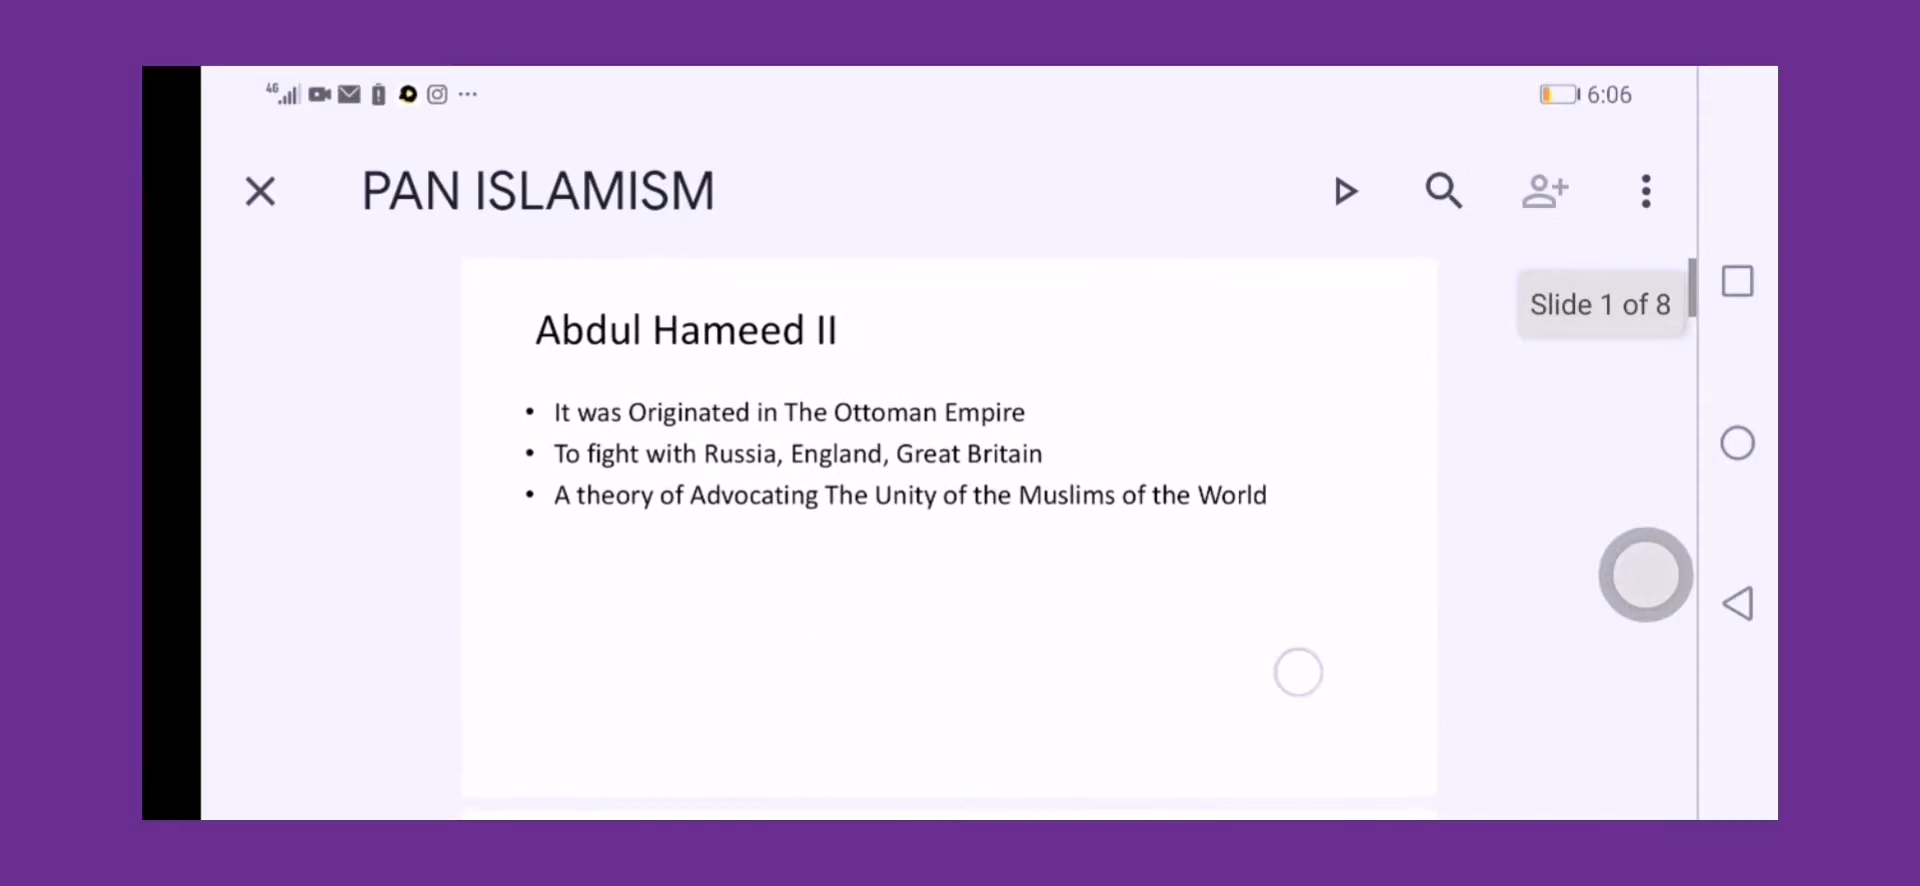 4G 6:06
PAN ISLAMISM
Slide 1 of 8
Abdul Hameed II
• It was Originated in The Ottoman Empire
• To fight with Russia, England, Great Britain
• A theory of Advocating The Unity of the Muslims of the World